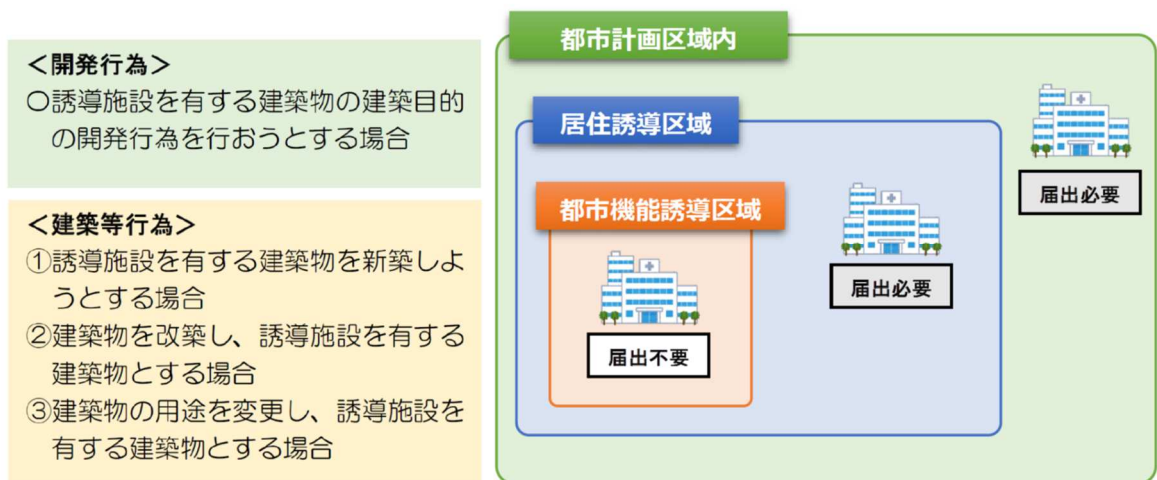 ＜開発行為＞
〇誘導施設を有する建築物の建築目的
の開発行為を行おうとする場合
＜建築等行為＞
①誘導施設を有する建築物を新築しよ
うとする場合
②建築物を改築し、誘導施設を有する
建築物とする場合
③建築物の用途を変更し、誘導施設を
有する建築物とする場合
都市計画区域内
居住誘導区域
都市機能誘導区域
届出必要
届出必要
届出不要